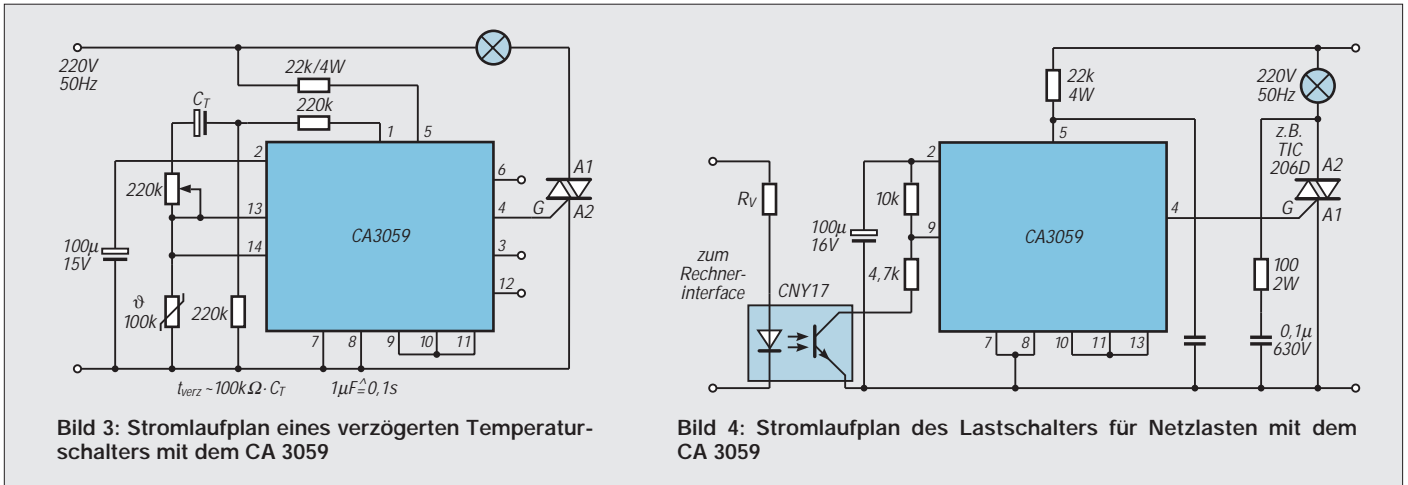 220V
50Hz
22k/4W
220k
CT
1
5
2
6
A1
220k
13
4
G
A2
CA3059
14
3
100µ
15V
12
ϑ
100k
220k
7
8
9
10
11
tverz ~100kΩ · CT
1µF≙0,1s
Bild 3: Stromlaufplan eines verzögerten Temperatur-
schalters mit dem CA 3059
22k
4W
220V
50Hz
5
z.B.
TIC
206D
A2
G
A1
2
RV
10k
4
100µ
16V
9
CA3059
zum
Rechner-
interface
4,7k
CNY17
100
2W
0,1µ
630V
7
8
10
11
13
Bild 4: Stromlaufplan des Lastschalters für Netzlasten mit dem
CA 3059